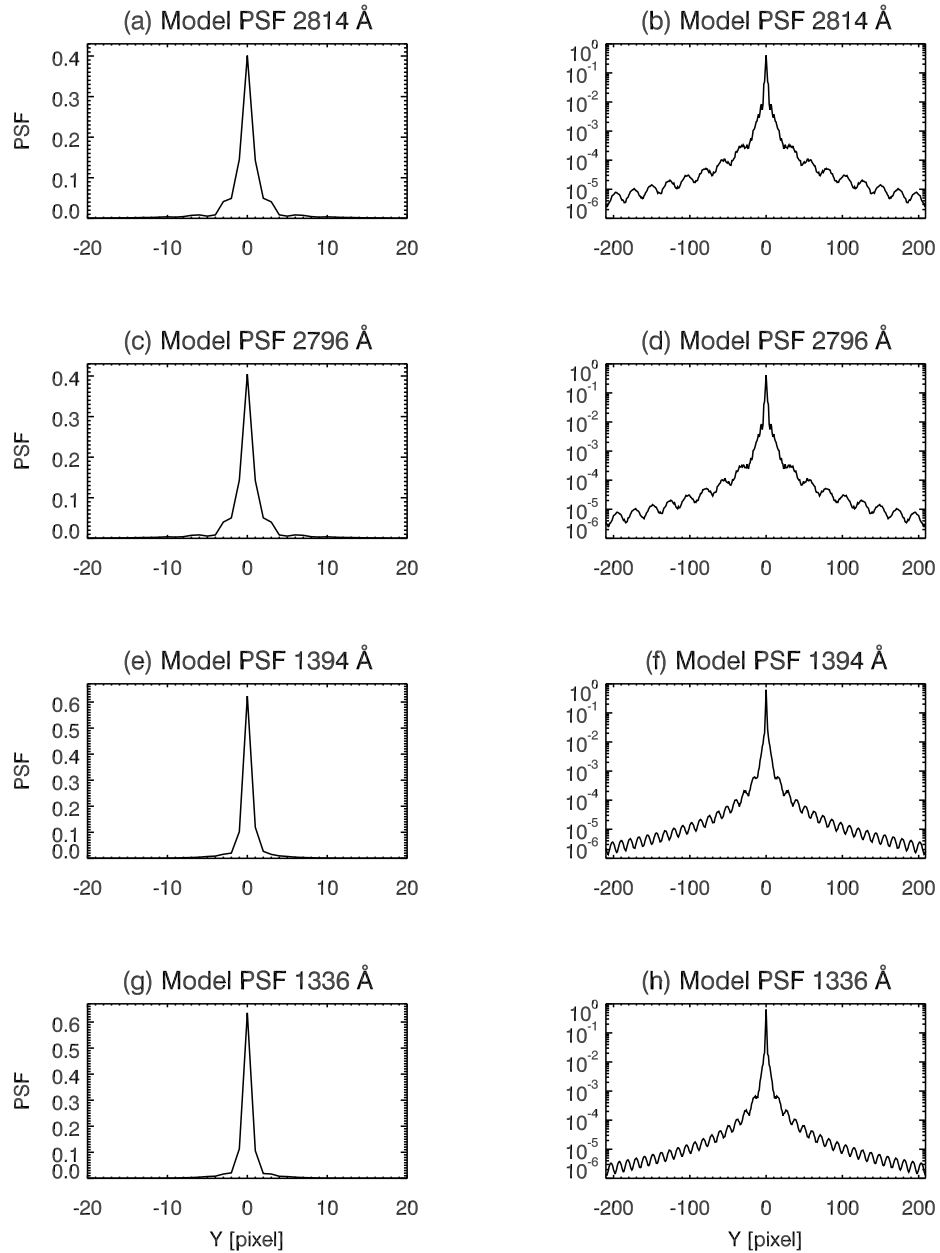 (a) Model PSF 2814 Å
PSF
0.4
0.3
0.2
0.1
0.0
-20 -10 0 10 20
(b) Model PSF 2814 Å
10^0
10^-1
10^-2
10^-3
10^-4
10^-5
10^-6
-200 -100 0 100 200
(c) Model PSF 2796 Å
PSF
0.4
0.3
0.2
0.1
0.0
-20 -10 0 10 20
(d) Model PSF 2796 Å
10^0
10^-1
10^-2
10^-3
10^-4
10^-5
10^-6
-200 -100 0 100 200
(e) Model PSF 1394 Å
PSF
0.6
0.5
0.4
0.3
0.2
0.1
0.0
-20 -10 0 10 20
(f) Model PSF 1394 Å
10^0
10^-1
10^-2
10^-3
10^-4
10^-5
10^-6
-200 -100 0 100 200
(g) Model PSF 1336 Å
PSF
0.6
0.5
0.4
0.3
0.2
0.1
0.0
-20 -10 0 10 20
Y [pixel]
(h) Model PSF 1336 Å
10^0
10^-1
10^-2
10^-3
10^-4
10^-5
10^-6
-200 -100 0 100 200
Y [pixel]